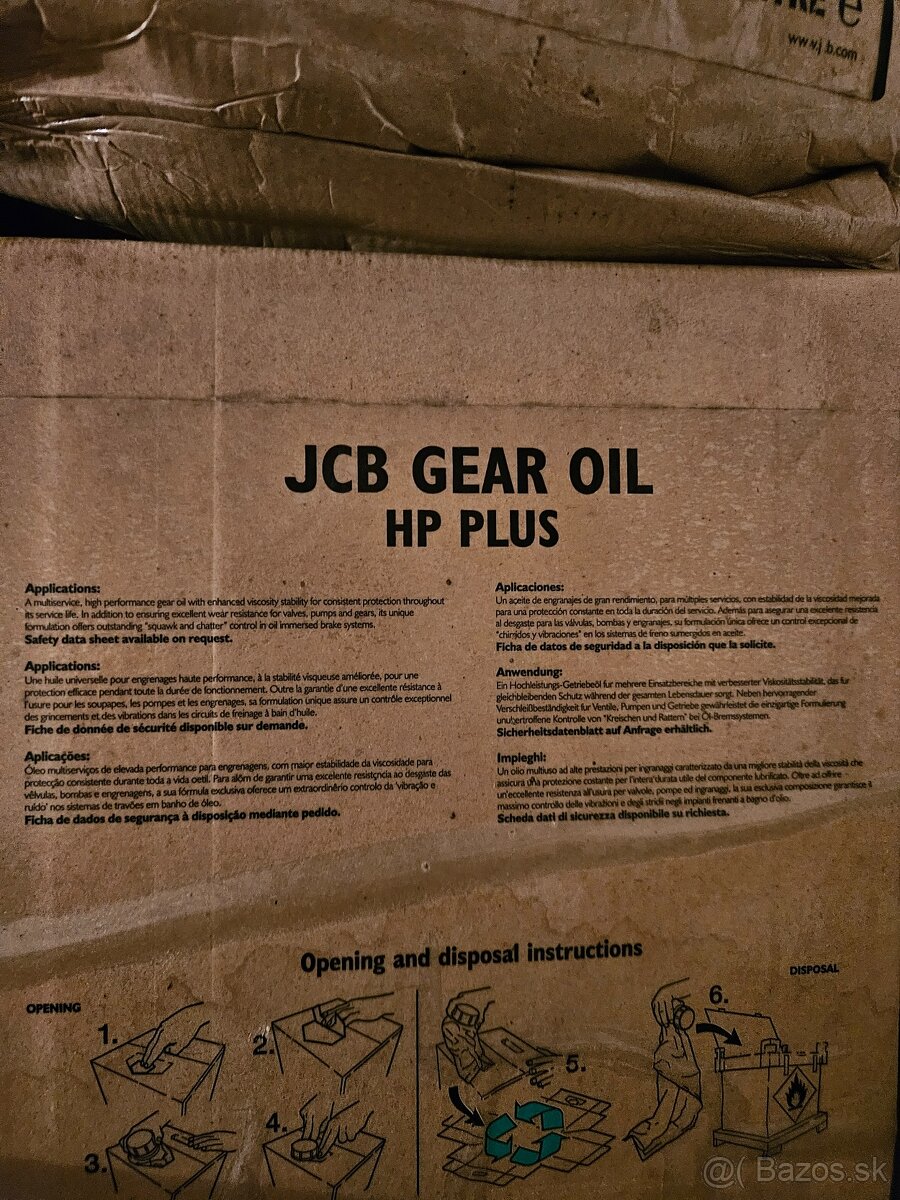 e
www.jcb.com
JCB GEAR OIL
HP PLUS
Applications:
A multiservice, high performance gear oil with enhanced viscosity stability for consistent protection throughout
its service life. In addition to ensuring excellent wear resistance for valves, pumps and gears, its unique
formulation offers outstanding "squawk and chatter" control in oil immersed brake systems.
Safety data sheet available on request.
Applications:
Une huile universelle pour engrenages haute performance, à la stabilité visqueuse améliorée, pour une
protection efficace pendant toute la durée de fonctionnement. Outre la garantie d'une excellente résistance à
l'usure pour les soupapes, les pompes et les engrenages, sa formulation unique assure un contrôle exceptionnel
des grincements et des vibrations dans les circuits de freinage à bain d'huile.
Fiche de donnée de sécurité disponible sur demande.
Aplicações:
Óleo multiserviços de elevada performance para engrenagens, com maior estabilidade da viscosidade para
protecção consistente durante toda a vida oetil. Para alòm de garantir uma excelente resistçncia ao desgaste das
vêlvulas, bombas e engrenagens, a sua fórmula exclusiva oferece um extraordinério controlo da 'vibração e
ruído' nos sistemas de travões em banho de óleo.
Ficha de dados de segurança à disposição mediante pedido.
Aplicaciones:
Un aceite de engranajes de gran rendimiento, para múltiples servicios, con estabilidad de la viscosidad mejorada
para una protección constante en toda la duración del servicio. Además para asegurar una excelente resistencia
al desgaste para las válvulas, bombas y engranajes, su formulación única ofrece un control excepcional de
"chirridos y vibraciones" en los sistemas de freno sumergidos en aceite.
Ficha de datos de seguridad a la disposición que la solicite.
Anwendung:
Ein Hochleistungs-Getriebeöl fur mehrere Einsatzbereiche mit verbesserter Viskositätsstabilität, das fur
gleichbleibenden Schutz während der gesamten Lebensdauer sorgt. Neben hervorragender
Verschleißbeständigkeit für Ventile, Pumpen und Getriebe gewährleistet die einzigartige Formulierung
unubertroffene Kontrolle von "Kreischen und Rattern" bei Öl-Bremssystemen.
Sicherheitsdatenblatt auf Anfrage erhältlich.
Impieghi:
Un olio multiuso ad alte prestazioni per ingranaggi caratterizzato da una migliore stabilità della viscosità che
assicura una protezione costante per l'intera durata utile del componente lubrificato. Oltre ad offrire
un'eccellente resistenza all'usura per valvole, pompe ed ingranaggi, la sua esclusiva composizione garantisce il
massimo controllo delle vibrazioni e degli stridii negli impianti frenanti a bagno d'olio.
Scheda dati di sicurezza disponibile su richiesta.
Opening and disposal instructions
OPENING
DISPOSAL
1.
2.
3.
4.
5.
6.
@( Bazos.sk